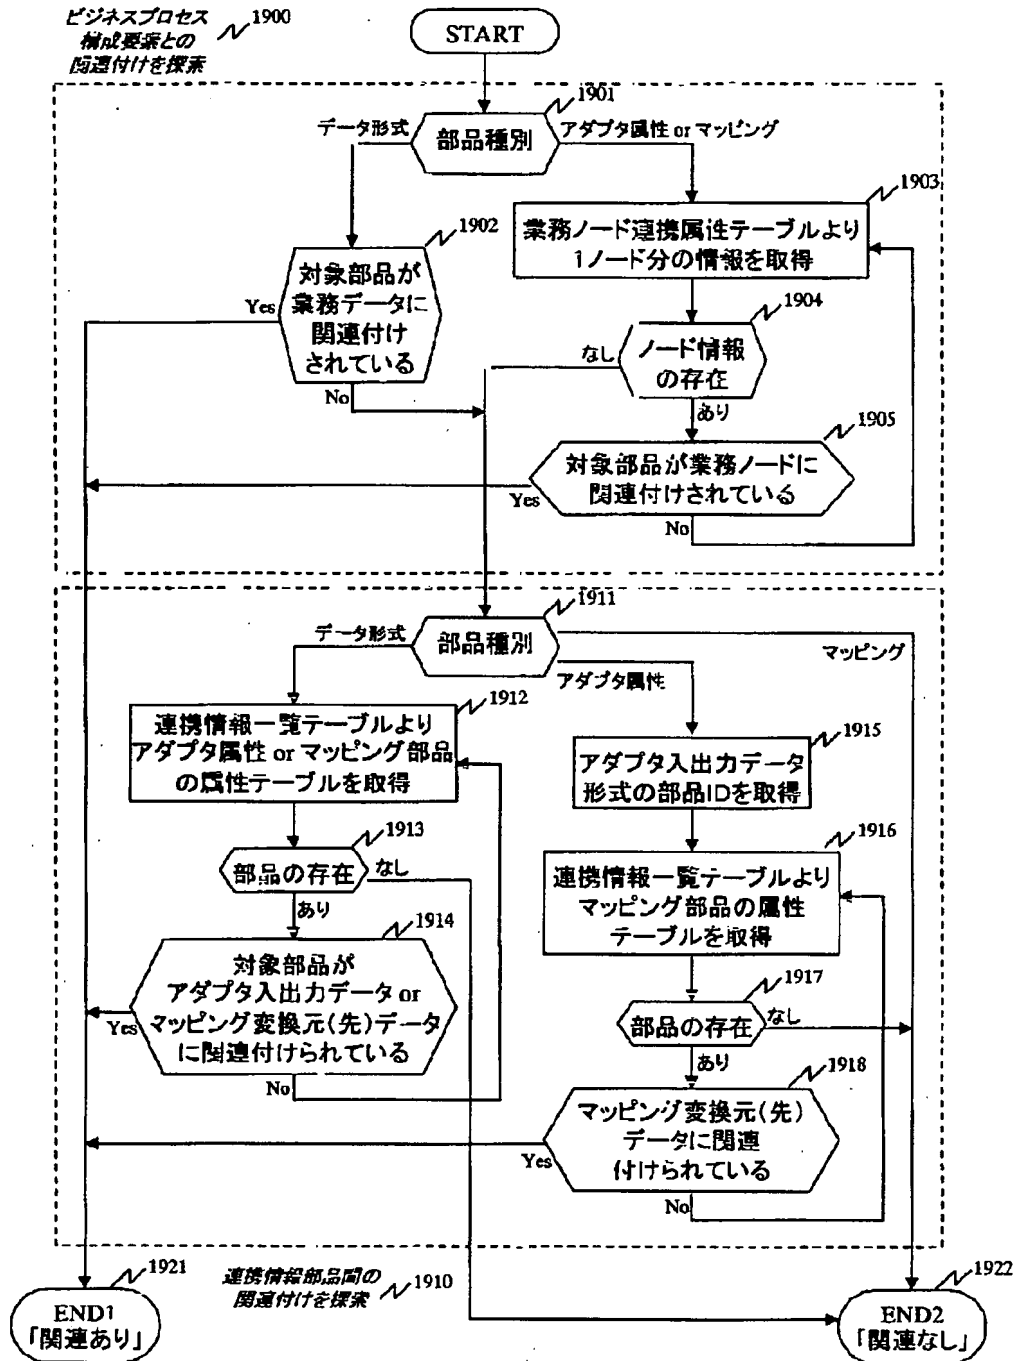 ビジネスプロセス
構成要素との
関連付けを探索
1900
START
1901
データ形式
部品種別
アダプタ属性 or マッピング
1903
業務ノード連携属性テーブルより
1ノード分の情報を取得
1902
対象部品が
業務データに
関連付け
されている
Yes
No
1904
ノード情報
の存在
なし
あり
1905
対象部品が業務ノードに
関連付けされている
Yes
No
1911
データ形式
部品種別
マッピング
アダプタ属性
1912
連携情報一覧テーブルより
アダプタ属性 or マッピング部品
の属性テーブルを取得
1915
アダプタ入出力データ
形式の部品IDを取得
1913
部品の存在
なし
あり
1916
連携情報一覧テーブルより
マッピング部品の属性
テーブルを取得
1914
対象部品が
アダプタ入出力データor
マッピング変換元(先)データ
に関連付けられている
Yes
No
1917
部品の存在
なし
あり
1918
マッピング変換元(先)
データに関連
付けられている
Yes
No
1921
END1
「関連あり」
連携情報部品間の
関連付けを探索
1910
1922
END2
「関連なし」